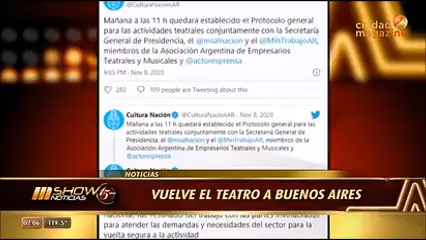 Cultura Nación
@CulturaNacionAR
ciudad
magazine
Mañana a las 11 h quedará establecido el Protocolo general
para las actividades teatrales conjuntamente con la Secretaría
General de Presidencia, el @msalnacion y el @MinTrabajoAR,
miembros de la Asociación Argentina de Empresarios
Teatrales y Musicales y @actoresprensa
Nov 8, 2020
282
109 people are Tweeting about this
Cultura Nación @CulturaNacionAR · Nov 8, 2020
Mañana a las 11 h quedará establecido el Protocolo general
para las actividades teatrales conjuntamente con la Secretaría
General de Presidencia, el @msalnacion y el @MinTrabajoAR,
miembros de la Asociación Argentina de Empresarios
Teatrales y Musicales y
@actoresprensa
NOTICIAS
SHOW
NOTICIAS
VUELVE EL TEATRO A BUENOS AIRES
02:06
T19.5°
para atender las demandas y necesidades del sector para la
vuelta segura a la actividad